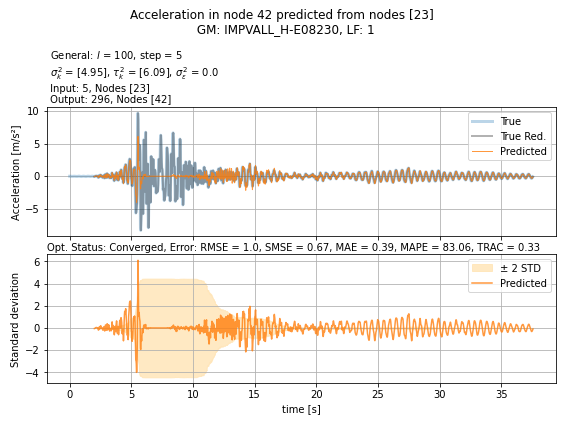 Acceleration in node 42 predicted from nodes [23]
GM: IMPVALL_H-E08230, LF: 1
General: l = 100, step = 5
σ²ₖ = [4.95], τ²ₖ = [6.09], σ²ε = 0.0
Input: 5, Nodes [23]
Output: 296, Nodes [42]
Acceleration [m/s²]
10
5
0
−5
True
True Red.
Predicted
Opt. Status: Converged, Error: RMSE = 1.0, SMSE = 0.67, MAE = 0.39, MAPE = 83.06, TRAC = 0.33
Standard deviation
6
4
2
0
−2
−4
± 2 STD
Predicted
0 5 10 15 20 25 30 35
time [s]